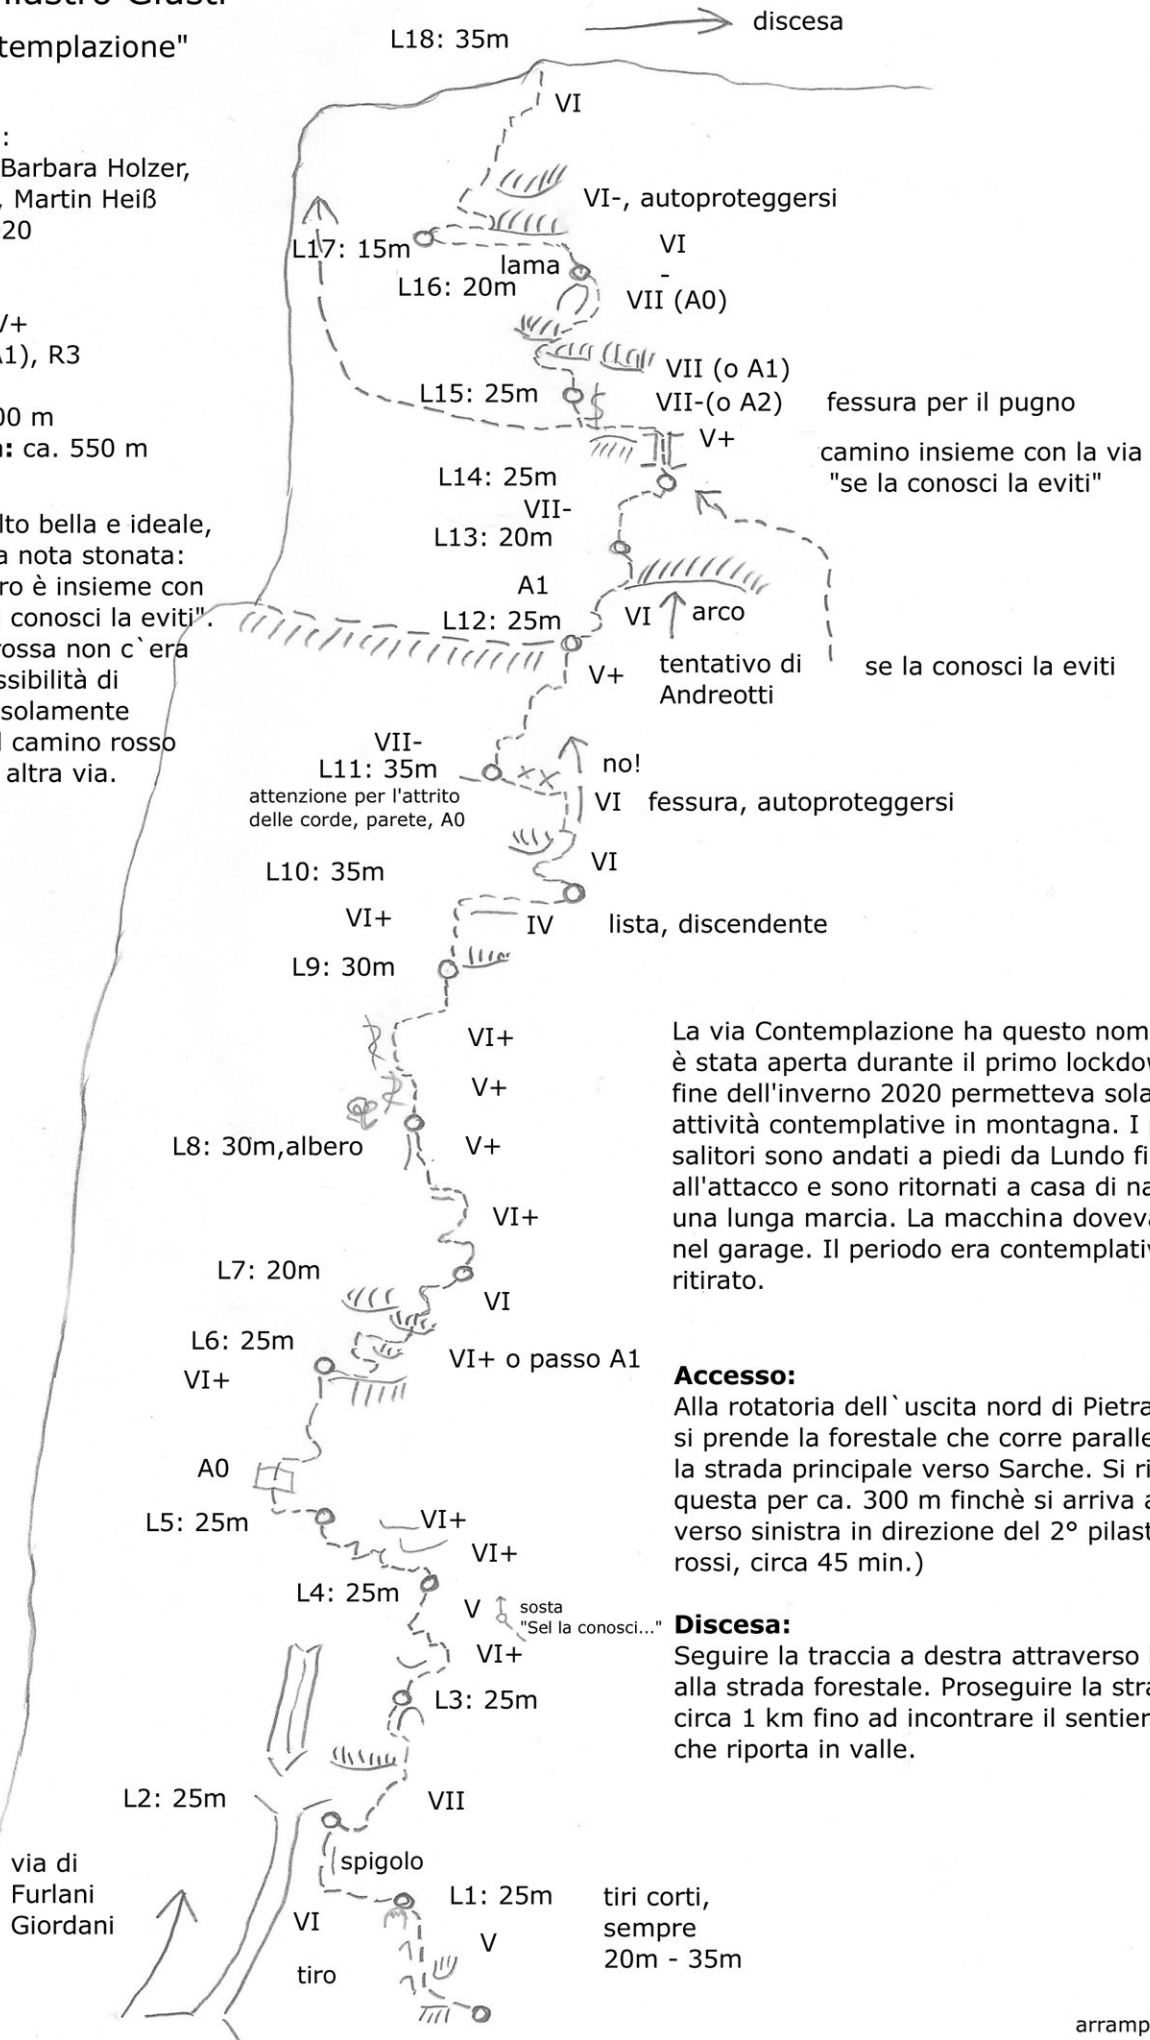 Giusti
templazione"
:
Barbara Holzer,
, Martin Heiß
20
V+
A1), R3
00 m
: ca. 550 m
lto bella e ideale,
a nota stonata:
ro è insieme con
conosci la eviti".
rossa non c`era
ssibilità di
solamente
l camino rosso
altra via.
L18: 35m
discesa
VI
VI-, autoproteggersi
L17: 15m
lama
VI
-
VII (A0)
L16: 20m
VII (o A1)
L15: 25m
VII-(o A2)
fessura per il pugno
V+
camino insieme con la via
"se la conosci la eviti"
L14: 25m
VII-
L13: 20m
A1
L12: 25m
VI
arco
V+
tentativo di
Andreotti
se la conosci la eviti
VII-
L11: 35m
attenzione per l'attrito
delle corde, parete, A0
xx
no!
VI
fessura, autoproteggersi
VI
L10: 35m
VI+
IV
lista, discendente
L9: 30m
VI+
V+
L8: 30m,albero
V+
VI+
L7: 20m
VI
L6: 25m
VI+
VI+ o passo A1
A0
L5: 25m
VI+
VI+
L4: 25m
V
sosta
"Sel la conosci..."
VI+
L3: 25m
L2: 25m
VII
via di
Furlani
Giordani
spigolo
L1: 25m
tiri corti,
sempre
20m - 35m
VI
V
tiro
La via Contemplazione ha questo nom
è stata aperta durante il primo lockdo
fine dell'inverno 2020 permetteva sola
attività contemplative in montagna. I
salitori sono andati a piedi da Lundo fi
all'attacco e sono ritornati a casa di na
una lunga marcia. La macchina doveva
nel garage. Il periodo era contemplativ
ritirato.
Accesso:
Alla rotatoria dell`uscita nord di Pietra
si prende la forestale che corre paralle
la strada principale verso Sarche. Si ri
questa per ca. 300 m finchè si arriva a
verso sinistra in direzione del 2° pilast
rossi, circa 45 min.)
Discesa:
Seguire la traccia a destra attraverso
alla strada forestale. Proseguire la stra
circa 1 km fino ad incontrare il sentier
che riporta in valle.
arramp